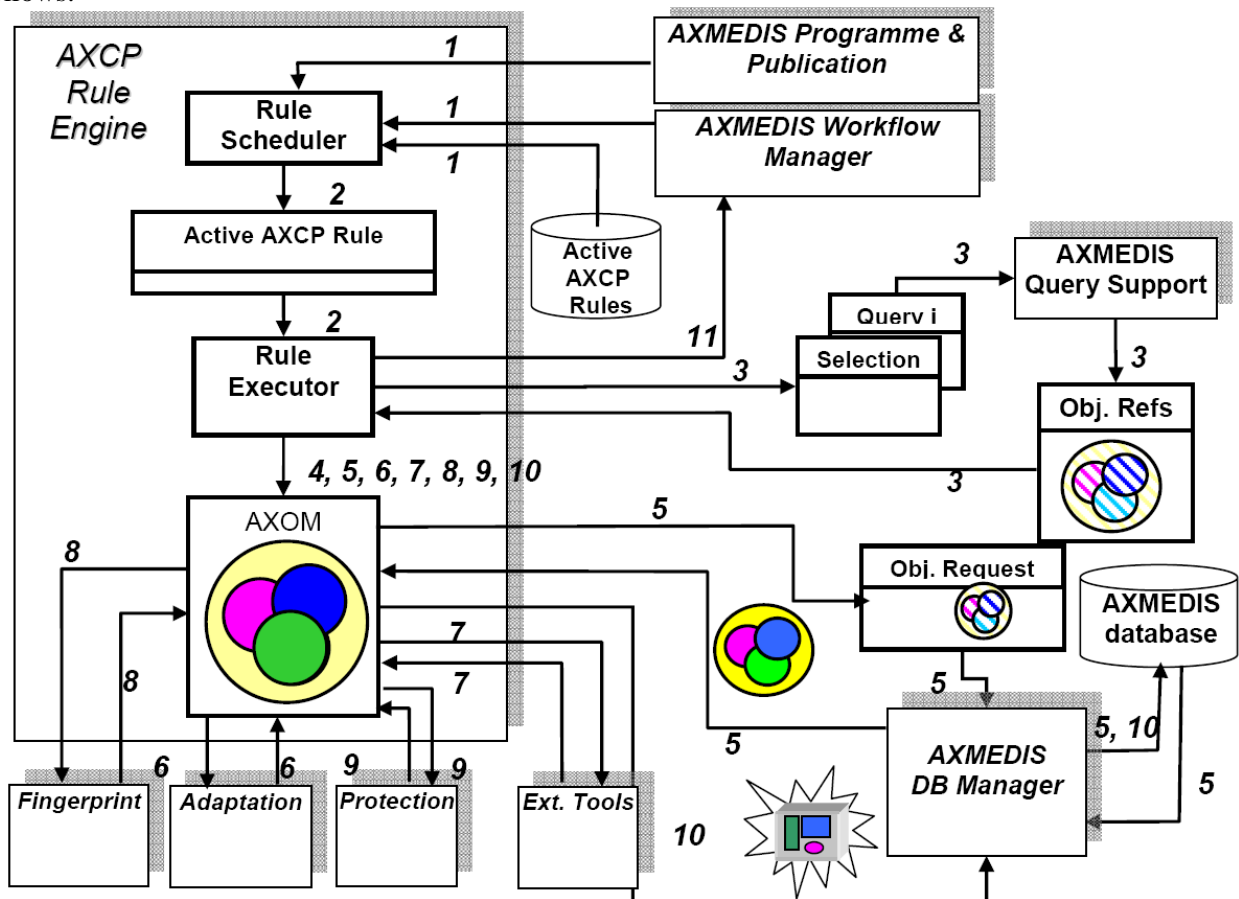 AXCP
Rule
Engine
1
AXMEDIS Programme &
Publication
Rule
Scheduler
1
1
AXMEDIS Workflow
Manager
2
Active AXCP Rule
Active
AXCP
Rules
3
AXMEDIS
Query Support
2
Rule
Executor
11
3
Query i
Selection
3
Obj. Refs
3
4, 5, 6, 7, 8, 9, 10
AXOM
5
8
8
7
7
Obj. Request
AXMEDIS
database
5
5
5, 10
5
AXMEDIS
DB Manager
6
6
9
9
Fingerprint
Adaptation
Protection
Ext. Tools
10